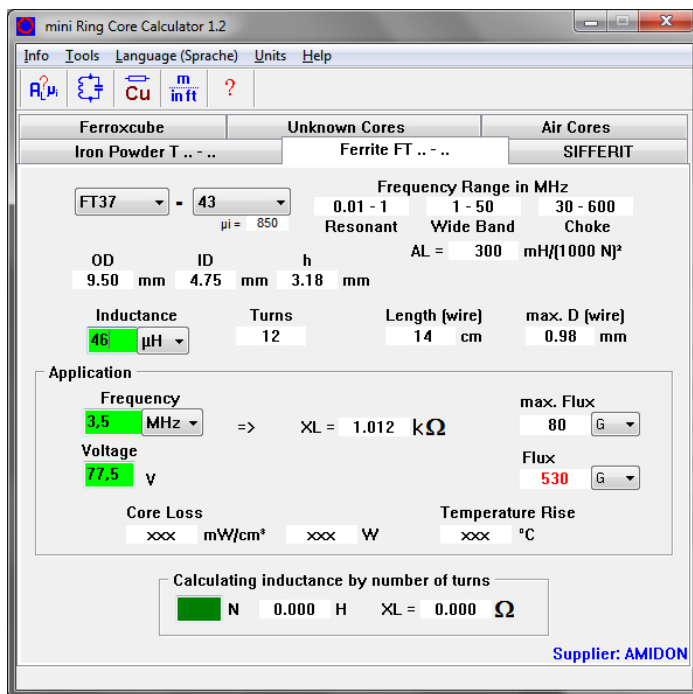 mini Ring Core Calculator 1.2
Info Tools Language (Sprache) Units Help
A L ? µi Cu m in ft ?
Ferroxcube Unknown Cores Air Cores
Iron Powder T .. - .. Ferrite FT .. - .. SIFFERIT
Frequency Range in MHz
FT37 - 43 0.01 - 1 1 - 50 30 - 600
µi = 850 Resonant Wide Band Choke
AL = 300 mH/(1000 N)²
OD ID h
9.50 mm 4.75 mm 3.18 mm
Inductance Turns Length (wire) max. D (wire)
46 µH 12 14 cm 0.98 mm
Application
Frequency max. Flux
3,5 MHz => XL = 1.012 kΩ 80 G
Voltage Flux
77,5 V 530 G
Core Loss Temperature Rise
xxx mW/cm³ xxx W xxx °C
Calculating inductance by number of turns
N 0.000 H XL = 0.000 Ω
Supplier: AMIDON